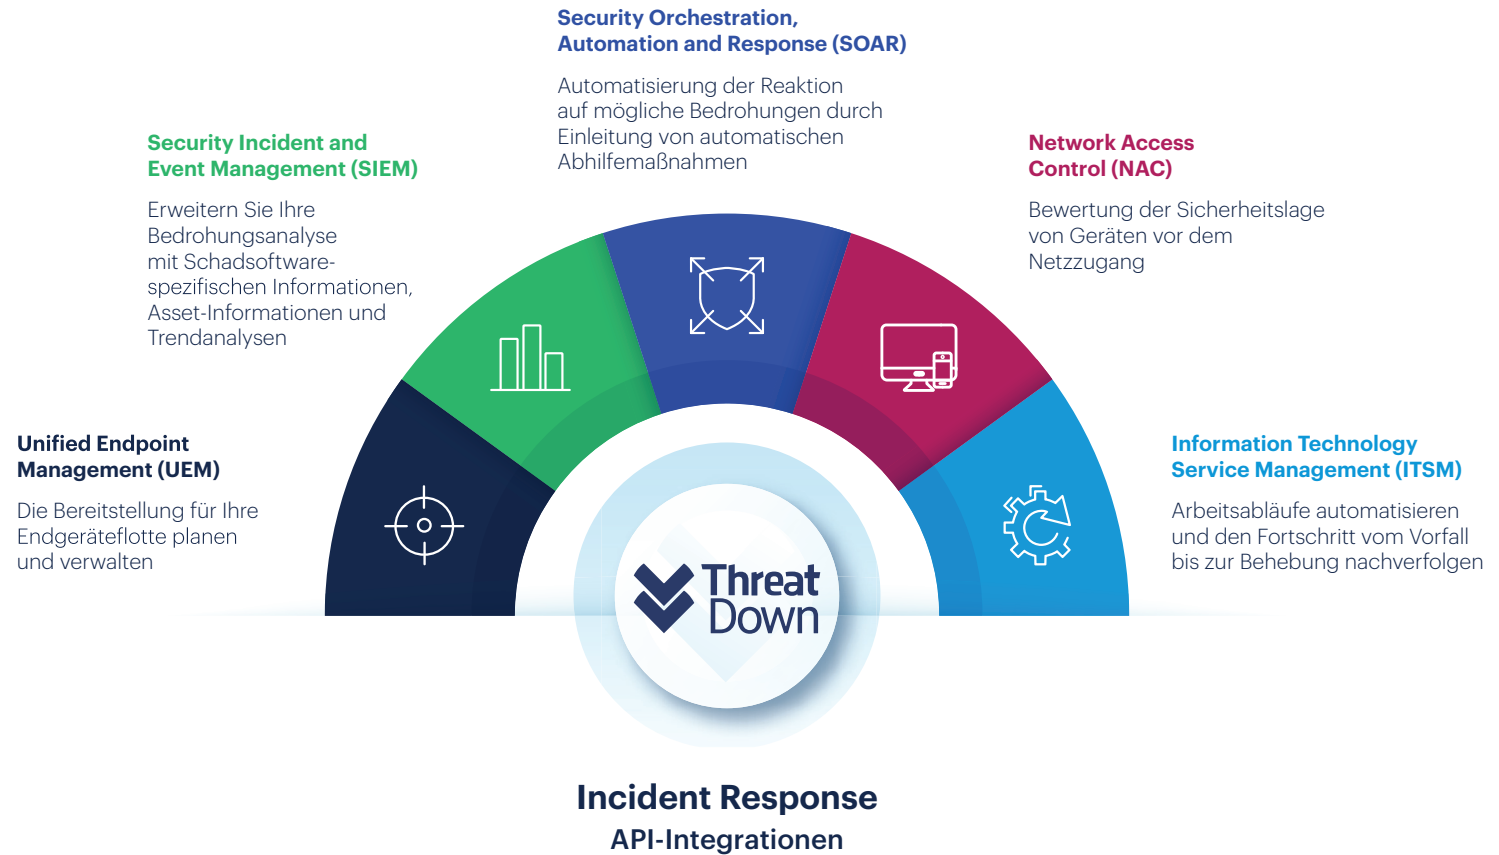 Security Orchestration,
Automation and Response (SOAR)
Automatisierung der Reaktion
auf mögliche Bedrohungen durch
Einleitung von automatischen
Abhilfemaßnahmen
Security Incident and
Event Management (SIEM)
Erweitern Sie Ihre
Bedrohungsanalyse
mit Schadsoftware-
spezifischen Informationen,
Asset-Informationen und
Trendanalysen
Network Access
Control (NAC)
Bewertung der Sicherheitslage
von Geräten vor dem
Netzzugang
Unified Endpoint
Management (UEM)
Die Bereitstellung für Ihre
Endgeräteflotte planen
und verwalten
Information Technology
Service Management (ITSM)
Arbeitsabläufe automatisieren
und den Fortschritt vom Vorfall
bis zur Behebung nachverfolgen
Threat
Down
Incident Response
API-Integrationen